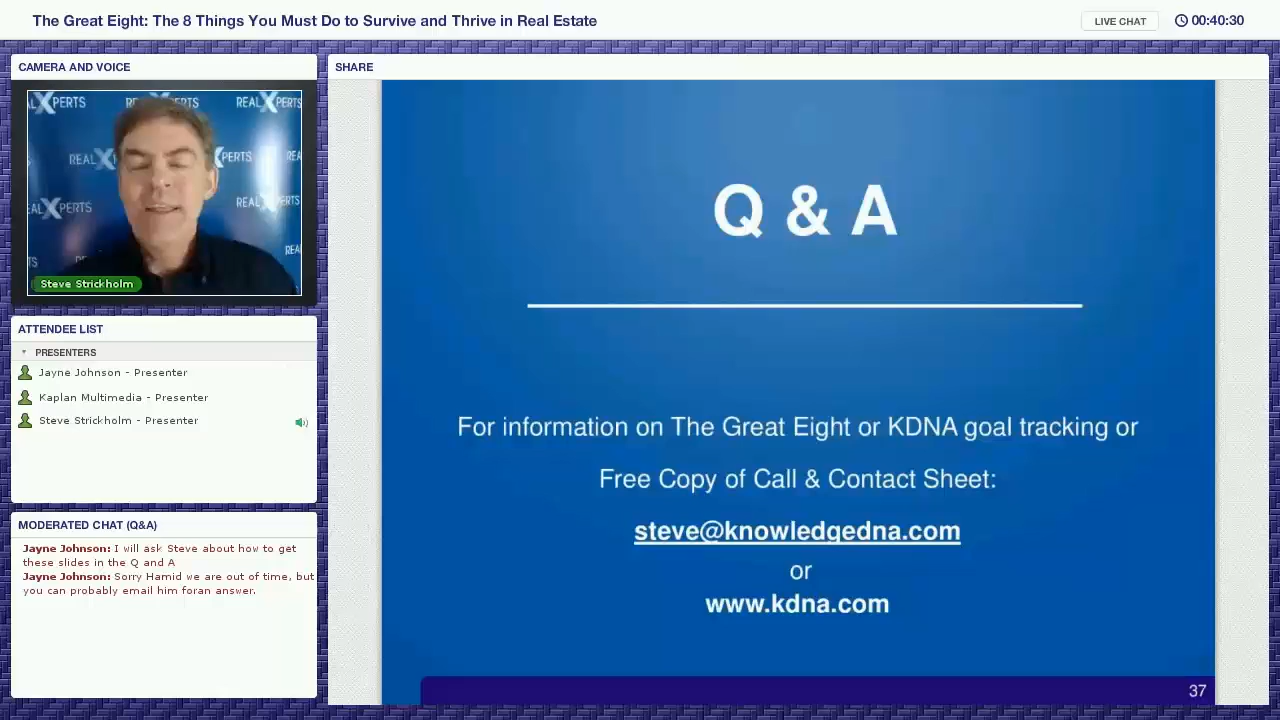 The Great Eight: The 8 Things You Must Do to Survive and Thrive in Real Estate
LIVE CHAT
00:40:30
CAMERA AND VOICE
REALXPERTS
Steve Strickholm
ATTENDEE LIST
PRESENTERS
Jayne Johnson - Presenter
Kaplan Multimedia - Presenter
Steve Strickholm - Presenter
MODERATED CHAT (Q&A)
Jayne Johnson: I will ask Steve about how to get
these slides in the Q and A
Jayne Johnson: Sorry Hamid we are out of time, but
you can probably email him foran answer.
SHARE
Q & A
For information on The Great Eight or KDNA goal tracking or
Free Copy of Call & Contact Sheet:
steve@knowledgedna.com
or
www.kdna.com
37